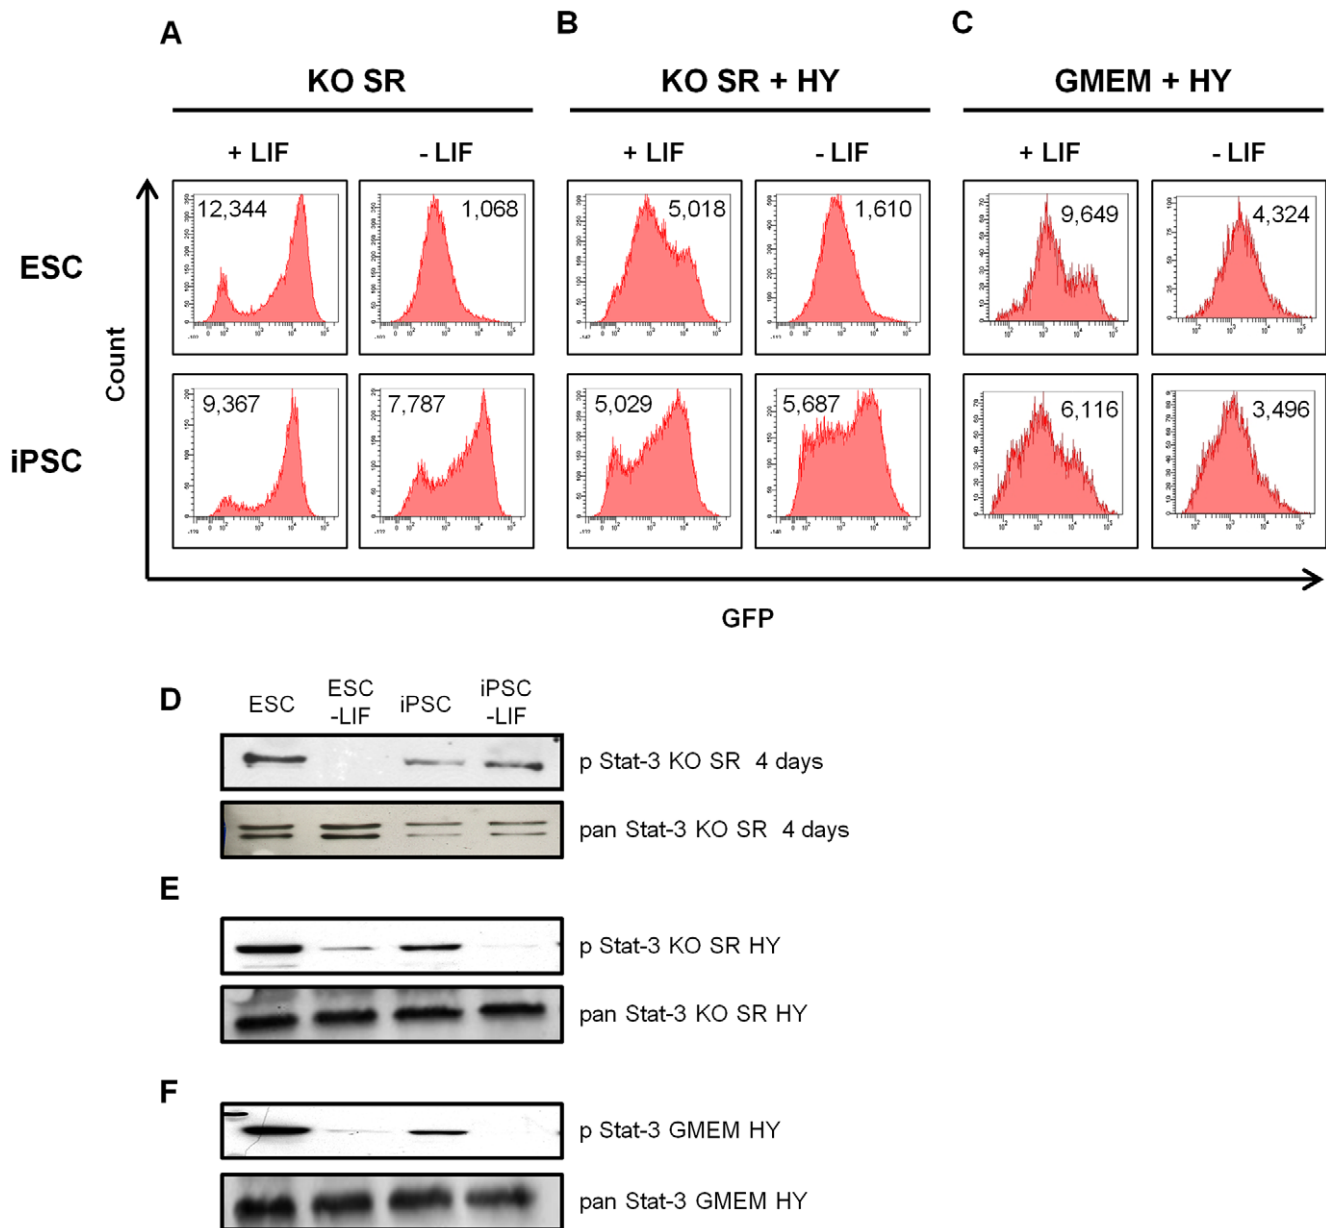 A
B
C
KO SR
KO SR + HY
GMEM + HY
+ LIF
- LIF
+ LIF
- LIF
+ LIF
- LIF
ESC
12,344
1,068
5,018
1,610
9,649
4,324
Count
iPSC
9,367
7,787
5,029
5,687
6,116
3,496
GFP
D
ESC
ESC -LIF
iPSC
iPSC -LIF
p Stat-3 KO SR 4 days
pan Stat-3 KO SR 4 days
E
p Stat-3 KO SR HY
pan Stat-3 KO SR HY
F
p Stat-3 GMEM HY
pan Stat-3 GMEM HY